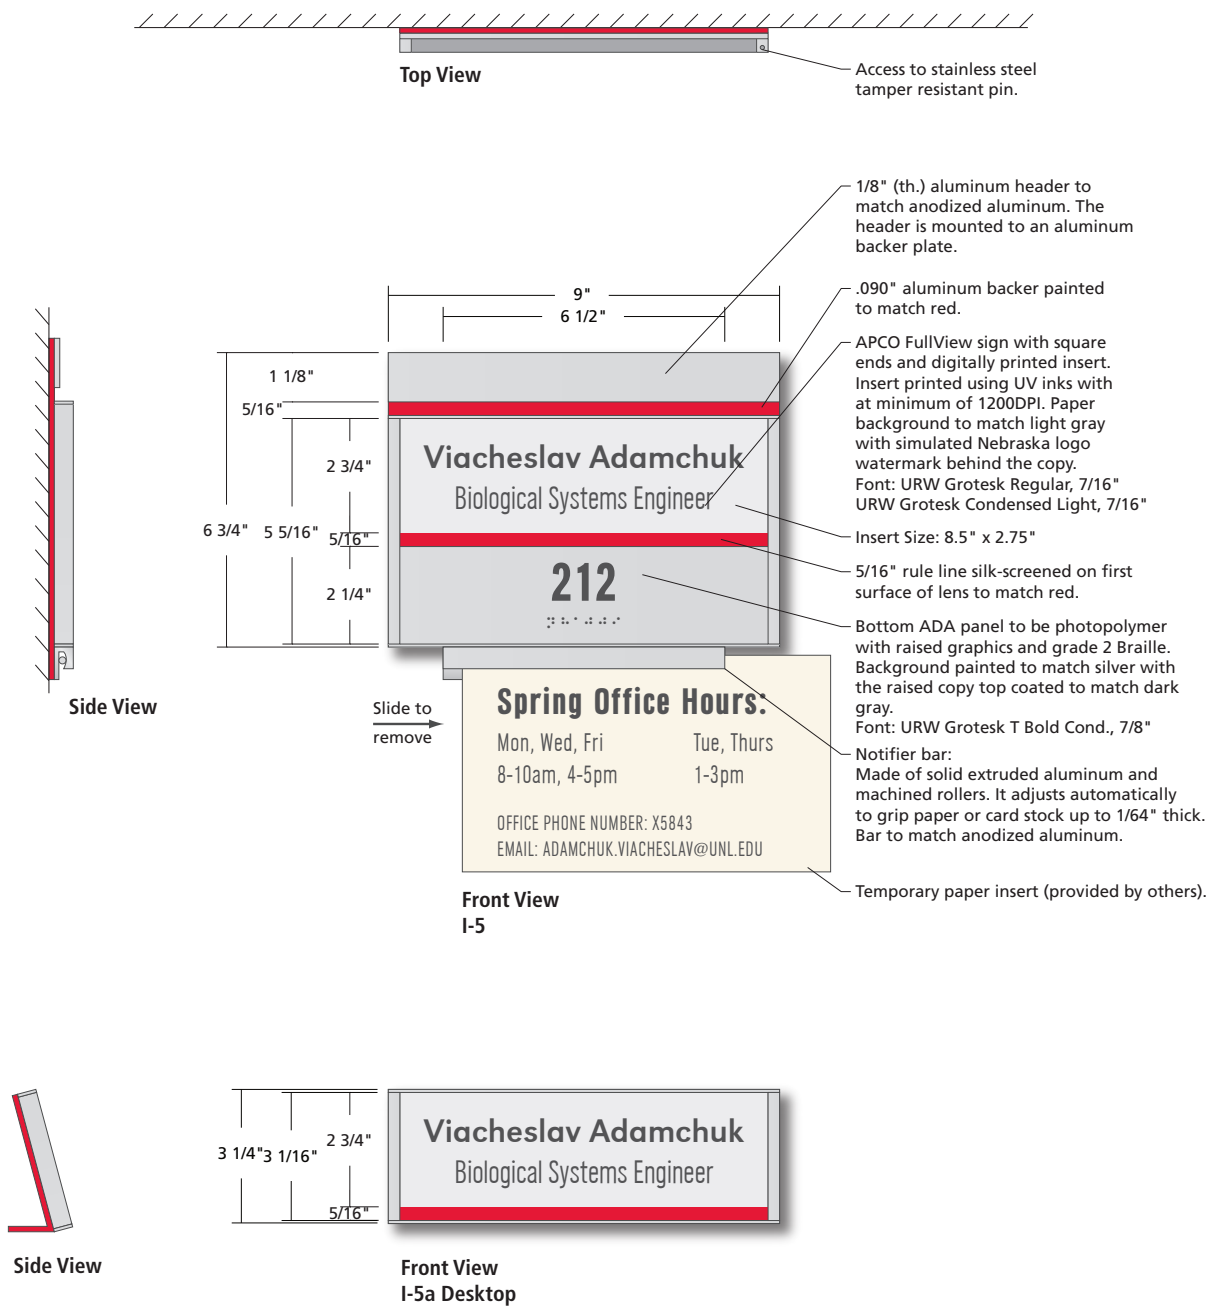 Top View
Access to stainless steel
tamper resistant pin.
1/8" (th.) aluminum header to
match anodized aluminum. The
header is mounted to an aluminum
backer plate.
9"
6 1/2"
.090" aluminum backer painted
to match red.
APCO FullView sign with square
ends and digitally printed insert.
Insert printed using UV inks with
at minimum of 1200DPI. Paper
background to match light gray
with simulated Nebraska logo
watermark behind the copy.
Font: URW Grotesk Regular, 7/16"
URW Grotesk Condensed Light, 7/16"
Insert Size: 8.5" x 2.75"
5/16" rule line silk-screened on first
surface of lens to match red.
Bottom ADA panel to be photopolymer
with raised graphics and grade 2 Braille.
Background painted to match silver with
the raised copy top coated to match dark
gray.
Font: URW Grotesk T Bold Cond., 7/8"
Notifier bar:
Made of solid extruded aluminum and
machined rollers. It adjusts automatically
to grip paper or card stock up to 1/64" thick.
Bar to match anodized aluminum.
Temporary paper insert (provided by others).
1 1/8"
5/16"
2 3/4"
6 3/4"
5 5/16"
5/16"
2 1/4"
Viacheslav Adamchuk
Biological Systems Engineer
212
Side View
Slide to
remove
Spring Office Hours:
Mon, Wed, Fri
Tue, Thurs
8-10am, 4-5pm
1-3pm
OFFICE PHONE NUMBER: X5843
EMAIL: ADAMCHUK.VIACHESLAV@UNL.EDU
Front View
I-5
3 1/4"
3 1/16"
2 3/4"
5/16"
Viacheslav Adamchuk
Biological Systems Engineer
Side View
Front View
I-5a Desktop